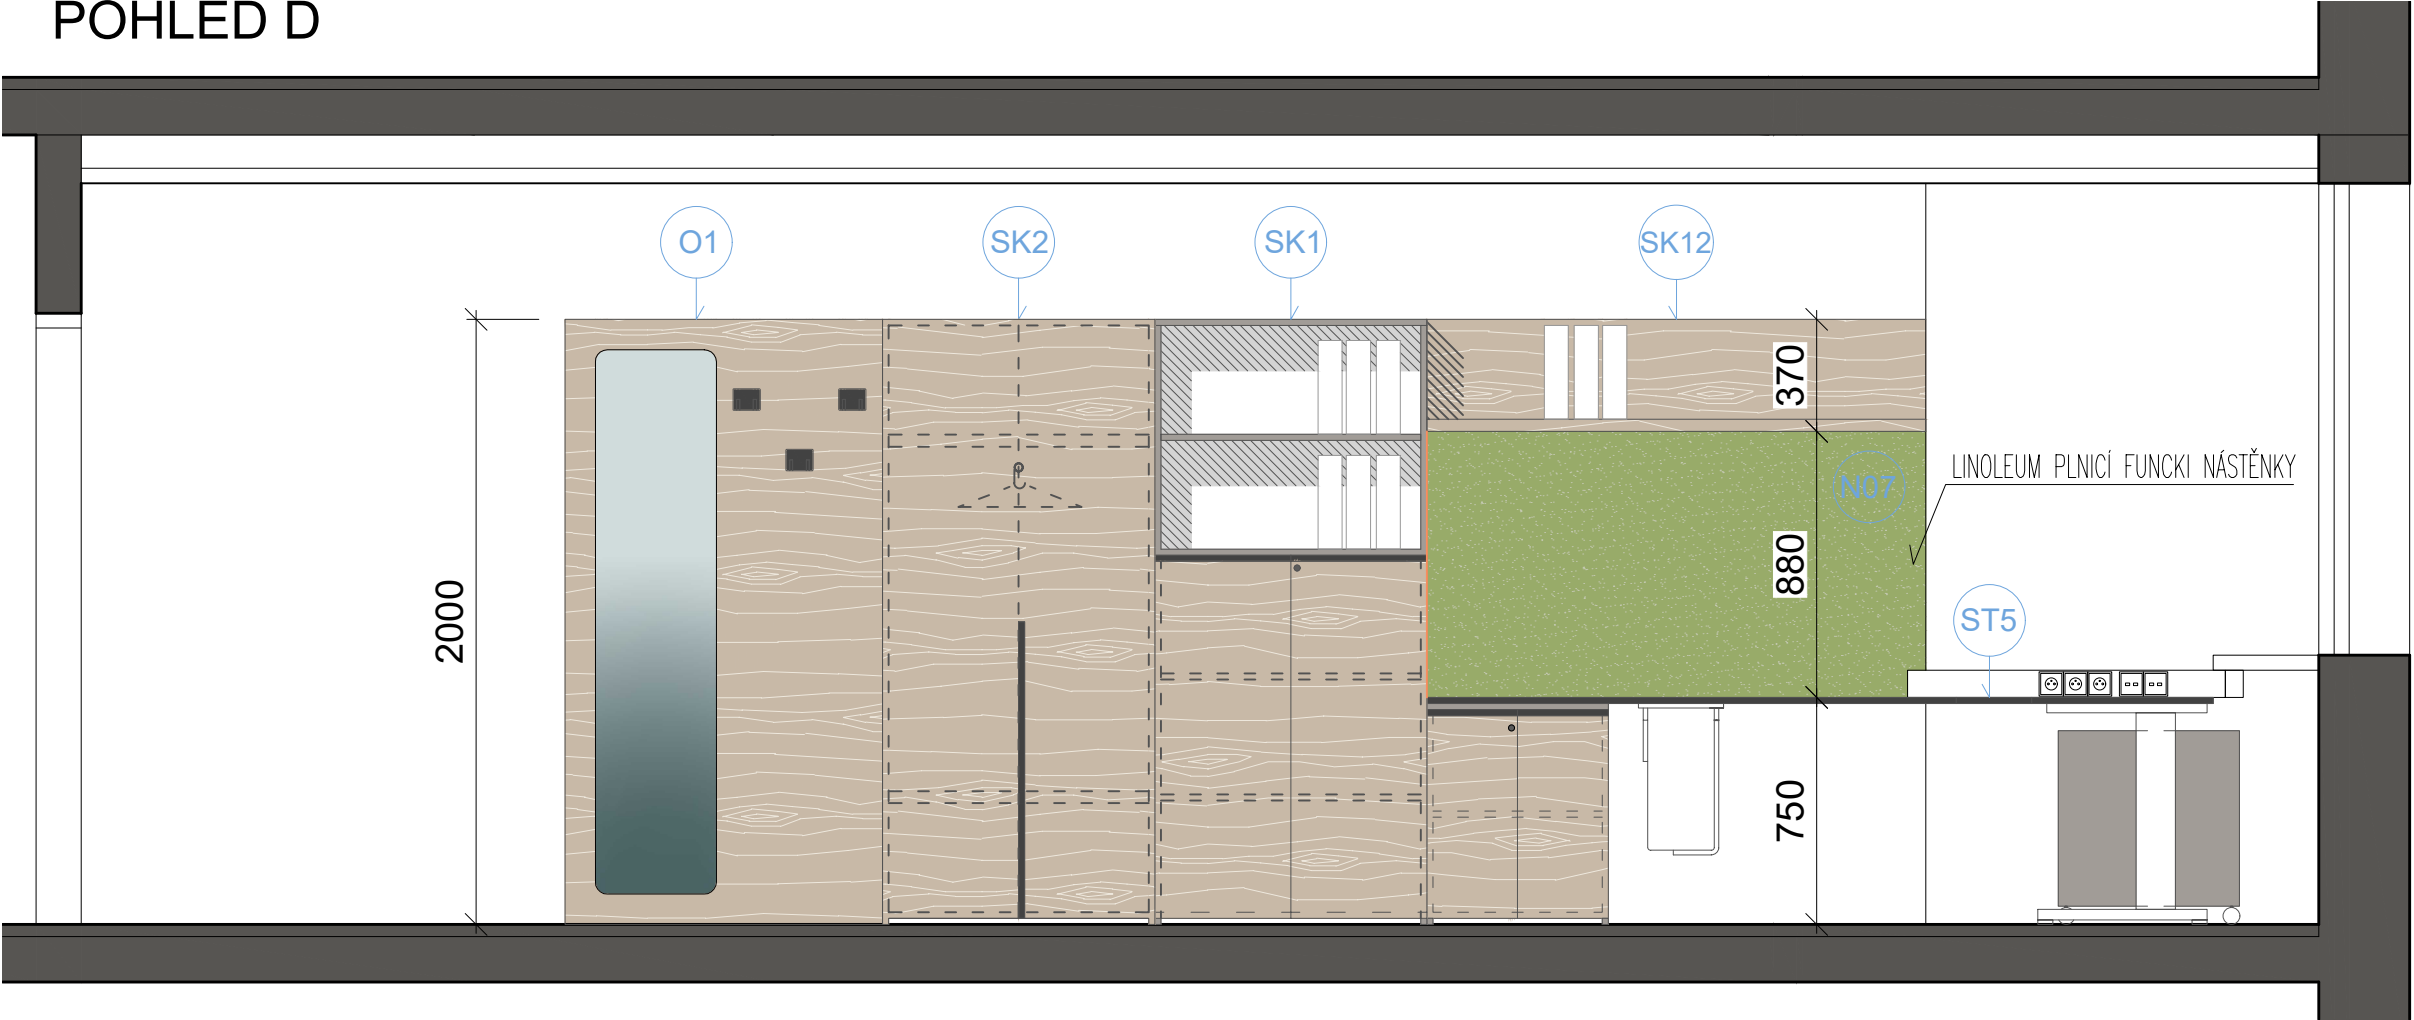 POHLED D
O1
SK2
SK1
SK12
370
LINOLEUM PLNICÍ FUNCKI NÁSTĚNKY
N07
880
2000
ST5
750